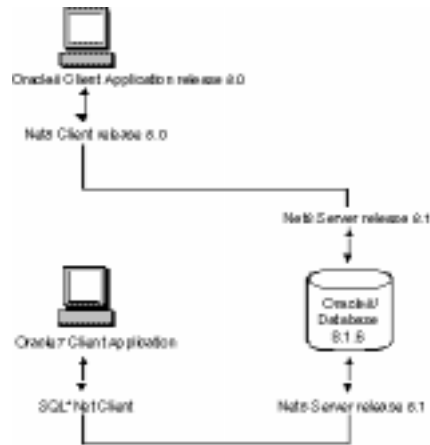 Oracle8 Client Application release 8.0
Net8 Client release 8.0
Net8 Server release 8.1
Oracle8i
Database
8.1.6
Oracle7 Client application
SQL*Net Client
Net8 Server release 8.1